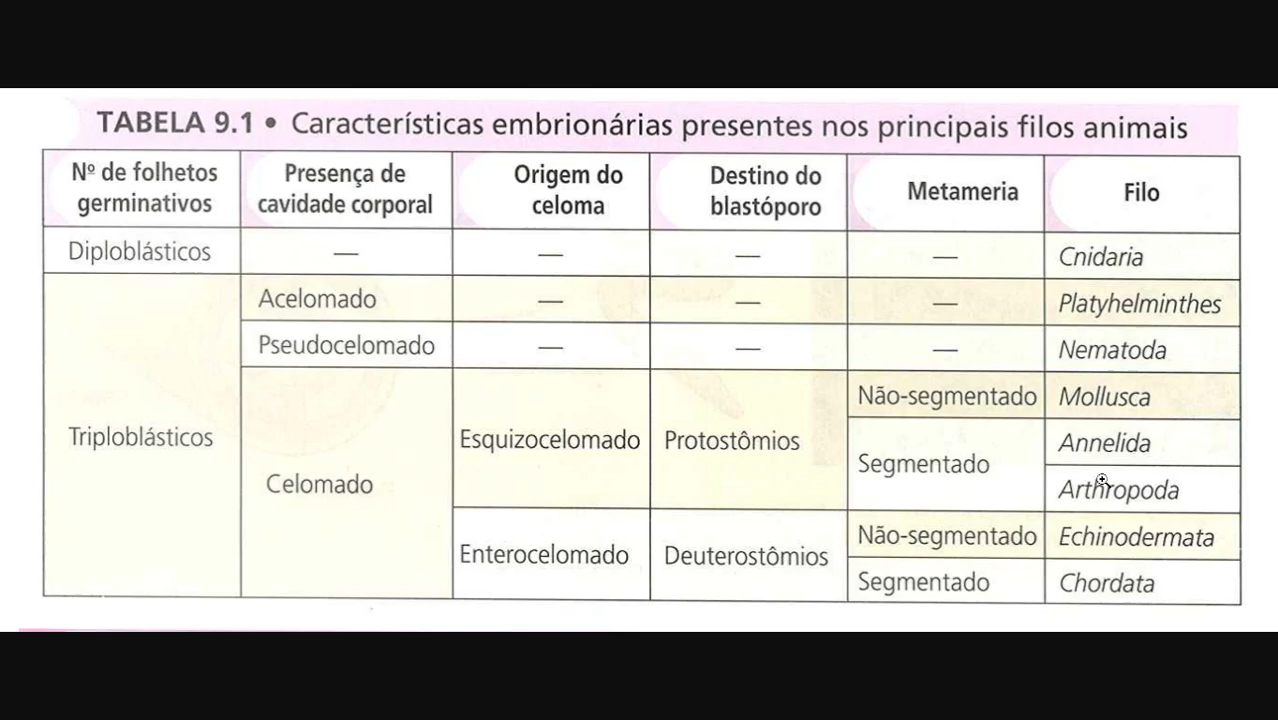 TABELA 9.1 • Características embrionárias presentes nos principais filos animais
Nº de folhetos germinativos
Presença de cavidade corporal
Origem do celoma
Destino do blastóporo
Metameria
Filo
Diploblásticos — — — — Cnidaria
Triploblásticos
Acelomado — — — Platyhelminthes
Pseudocelomado — — — Nematoda
Celomado
Esquizocelomado Protostômios
Não-segmentado Mollusca
Segmentado
Annelida
Arthropoda
Enterocelomado Deuterostômios
Não-segmentado Echinodermata
Segmentado Chordata